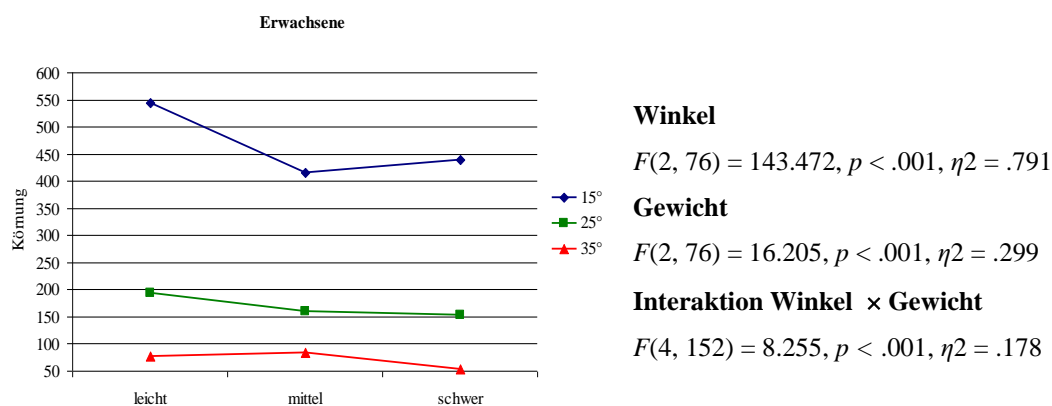 Erwachsene
600
550
500
450
400
350
300
250
200
150
100
50
Körnung
leicht mittel schwer
15°
25°
35°
Winkel
F(2, 76) = 143.472, p < .001, η2 = .791
Gewicht
F(2, 76) = 16.205, p < .001, η2 = .299
Interaktion Winkel × Gewicht
F(4, 152) = 8.255, p < .001, η2 = .178